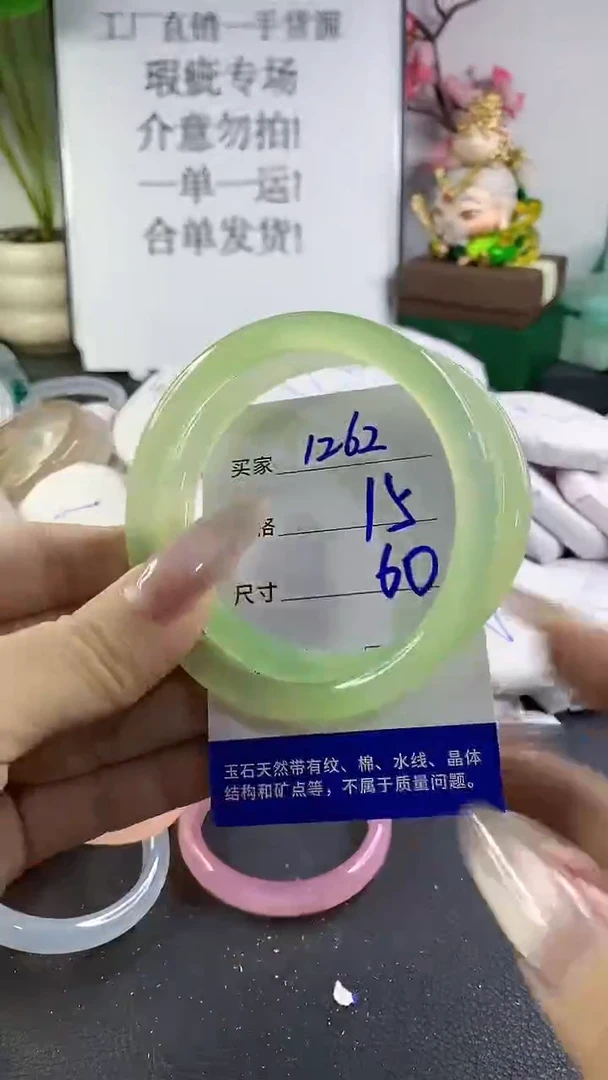 工厂直销一手货源
瑕疵专场
介意勿拍!
一单一运!
合单发货!
买家 1262
格 15
尺寸 60
玉石天然带有纹、棉、水线、晶体
结构和矿点等，不属于质量问题。